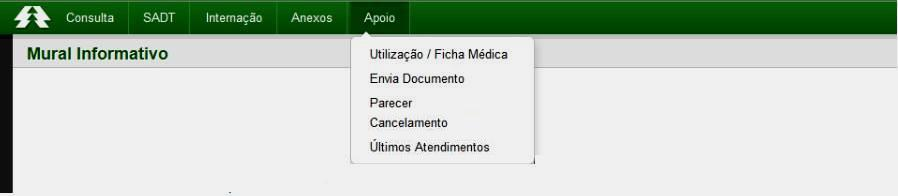 Consulta SADT Internação Anexos Apoio
Mural Informativo
Utilização / Ficha Médica
Envia Documento
Parecer
Cancelamento
Últimos Atendimentos